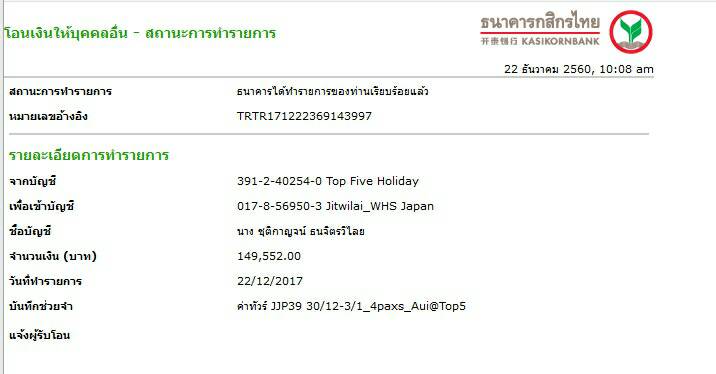 ธนาคารกสิกรไทย
开泰银行 KASIKORNBANK
โอนเงินให้บุคคลอื่น - สถานะการทำรายการ
22 ธันวาคม 2560, 10:08 am
สถานะการทำรายการ ธนาคารได้ทำรายการของท่านเรียบร้อยแล้ว
หมายเลขอ้างอิง TRTR171222369143997
รายละเอียดการทำรายการ
จากบัญชี 391-2-40254-0 Top Five Holiday
เพื่อเข้าบัญชี 017-8-56950-3 Jitwilai_WHS Japan
ชื่อบัญชี นาง ชุติกาญจน์ ธนจิตรวิไลย
จำนวนเงิน (บาท) 149,552.00
วันที่ทำรายการ 22/12/2017
บันทึกช่วยจำ ค่าทัวร์ JJP39 30/12-3/1_4paxs_Aui@Top5
แจ้งผู้รับโอน